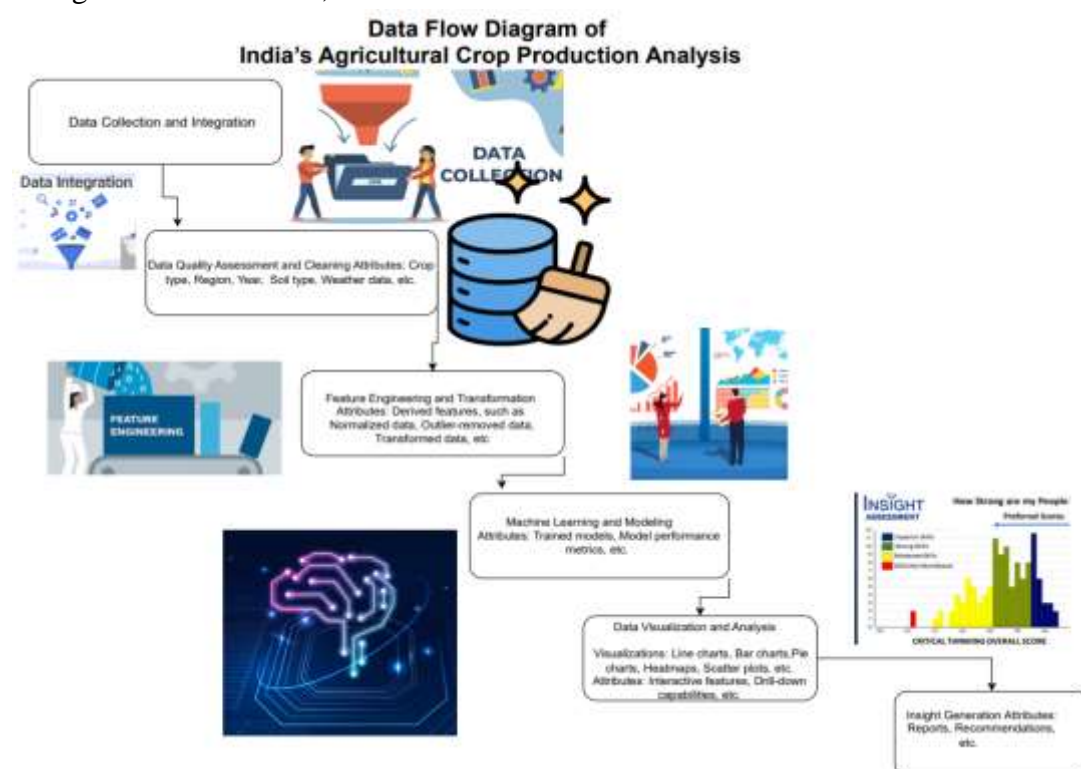 Data Flow Diagram of
India's Agricultural Crop Production Analysis
Data Collection and Integration
DATA
COLLECTION
Data Integration
Data Quality Assessment and Cleaning Attributes: Crop
type, Region, Year, Soil type, Weather data, etc.
Feature Engineering and Transformation
Attributes: Derived features, such as
Normalized data, Outlier-removed data,
Transformed data, etc
FEATURE
ENGINEERING
Machine Learning and Modeling
Attributes: Trained models, Model performance
metrics, etc.
INSIGHT
ASSESSMENT
How Strong are my People
Preferred Scores
CRITICAL THINKING OVERALL SCORE
Data Visualization and Analysis
Visualizations: Line charts, Bar charts,Pie
charts, Heatmaps, Scatter plots, etc.
Attributes: Interactive features, Drill-down
capabilities, etc.
Insight Generation Attributes:
Reports, Recommendations,
etc.